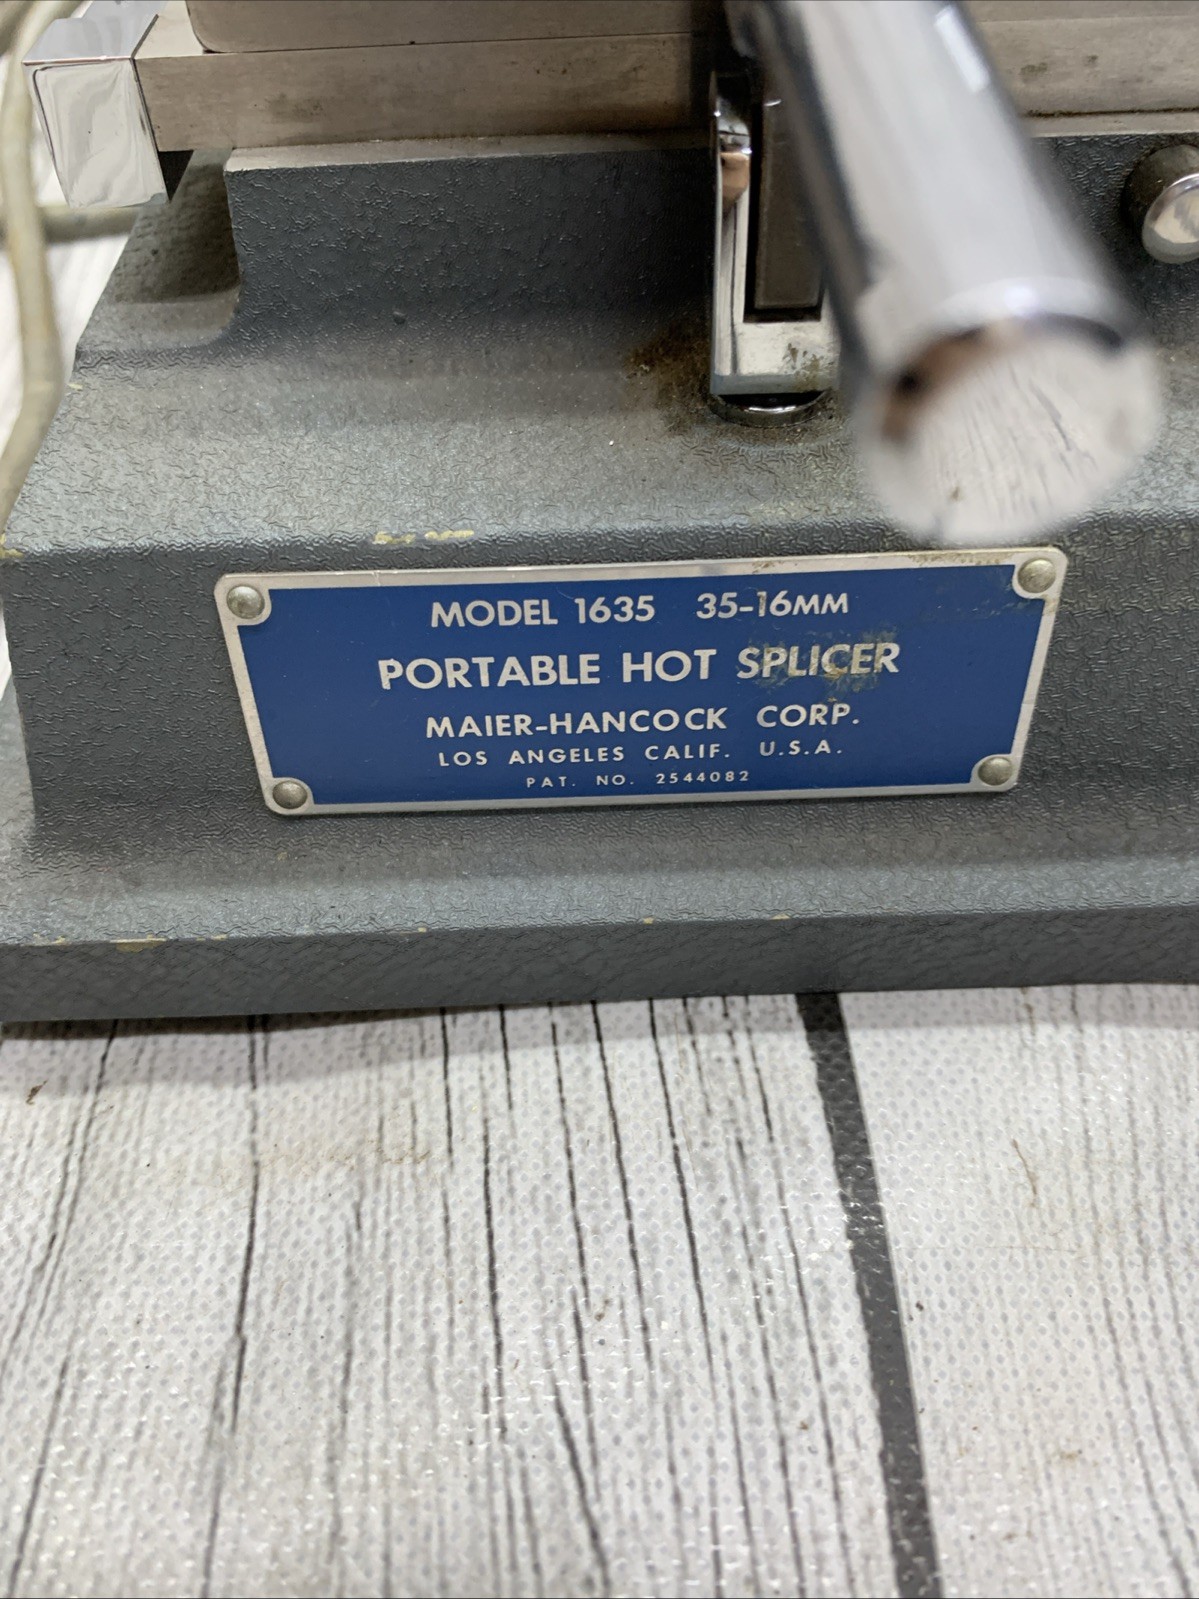 MODEL 1635 35-16MM
PORTABLE HOT SPLICER
MAIER-HANCOCK CORP.
LOS ANGELES CALIF. U.S.A.
PAT. NO. 2544082